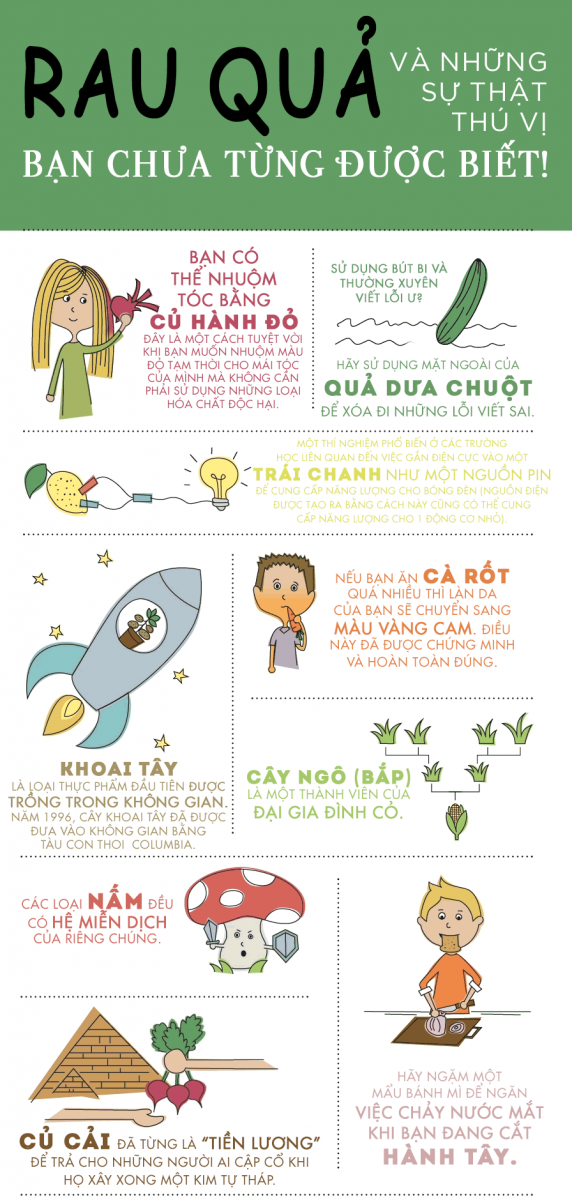 RAU QUẢ
VÀ NHỮNG
SỰ THẬT
THÚ VỊ
BẠN CHƯA TỪNG ĐƯỢC BIẾT!
BẠN CÓ
THỂ NHUỘM
TÓC BẰNG
CỦ HÀNH ĐỎ
ĐÂY LÀ MỘT CÁCH TUYỆT VỜI
KHI BẠN MUỐN NHUỘM MÀU
ĐỎ TẠM THỜI CHO MÁI TÓC
CỦA MÌNH MÀ KHÔNG CẦN
PHẢI SỬ DỤNG NHỮNG LOẠI
HÓA CHẤT ĐỘC HẠI.
SỬ DỤNG BÚT BI VÀ
THƯỜNG XUYÊN
VIẾT LỖI Ư?
HÃY SỬ DỤNG MẶT NGOÀI CỦA
QUẢ DƯA CHUỘT
ĐỂ XÓA ĐI NHỮNG LỖI VIẾT SAI.
MỘT THÍ NGHIỆM PHỔ BIẾN Ở CÁC TRƯỜNG
HỌC LIÊN QUAN ĐẾN VIỆC GẮN ĐIỆN CỰC VÀO MỘT
TRÁI CHANH NHƯ MỘT NGUỒN PIN
ĐỂ CUNG CẤP NĂNG LƯỢNG CHO BÓNG ĐÈN (NGUỒN ĐIỆN
ĐƯỢC TẠO RA BẰNG CÁCH NÀY CŨNG CÓ THỂ CUNG
CẤP NĂNG LƯỢNG CHO 1 ĐỘNG CƠ NHỎ).
KHOAI TÂY
LÀ LOẠI THỰC PHẨM ĐẦU TIÊN ĐƯỢC
TRỒNG TRONG KHÔNG GIAN.
NĂM 1996, CÂY KHOAI TÂY ĐÃ ĐƯỢC
ĐƯA VÀO KHÔNG GIAN BẰNG
TÀU CON THOI COLUMBIA.
NẾU BẠN ĂN CÀ RỐT
QUÁ NHIỀU THÌ LÀN DA
CỦA BẠN SẼ CHUYỂN SANG
MÀU VÀNG CAM. ĐIỀU
NÀY ĐÃ ĐƯỢC CHỨNG MINH
VÀ HOÀN TOÀN ĐÚNG.
CÂY NGÔ (BẮP)
LÀ MỘT THÀNH VIÊN CỦA
ĐẠI GIA ĐÌNH CỎ.
CÁC LOẠI NẤM ĐỀU
CÓ HỆ MIỄN DỊCH
CỦA RIÊNG CHÚNG.
CỦ CẢI ĐÃ TỪNG LÀ “TIỀN LƯƠNG”
ĐỂ TRẢ CHO NHỮNG NGƯỜI AI CẬP CỔ KHI
HỌ XÂY XONG MỘT KIM TỰ THÁP.
HÃY NGẬM MỘT
MẨU BÁNH MÌ ĐỂ NGĂN
VIỆC CHẢY NƯỚC MẮT
KHI BẠN ĐANG CẮT
HÀNH TÂY.